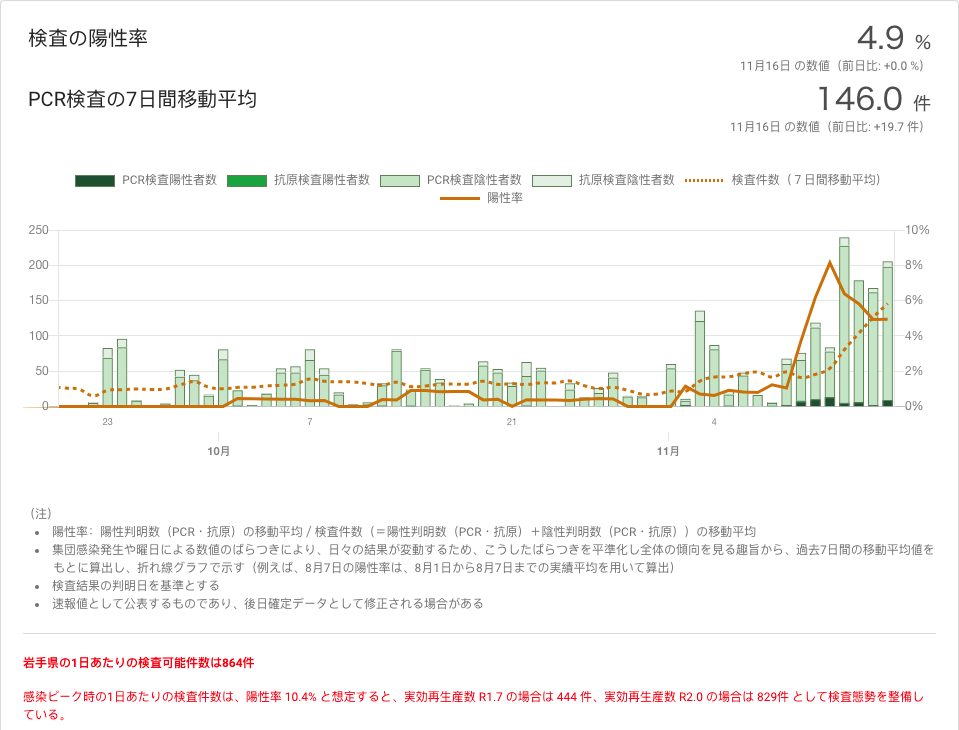 検査の陽性率
4.9 %
11月16日 の数値（前日比: +0.0 %）
PCR検査の7日間移動平均
146.0 件
11月16日 の数値（前日比: +19.7 件）
PCR検査陽性者数 抗原検査陽性者数 PCR検査陰性者数 抗原検査陰性者数 検査件数（７日間移動平均）
陽性率
250 10%
200 8%
150 6%
100 4%
50 2%
0 0%
23 7 21 4
10月 11月
（注）
• 陽性率：陽性判明数（PCR・抗原）の移動平均 / 検査件数（＝陽性判明数（PCR・抗原）＋陰性判明数（PCR・抗原））の移動平均
• 集団感染発生や曜日による数値のばらつきにより、日々の結果が変動するため、こうしたばらつきを平準化し全体の傾向を見る趣旨から、過去7日間の移動平均値を
もとに算出し、折れ線グラフで示す（例えば、8月7日の陽性率は、8月1日から8月7日までの実績平均を用いて算出）
• 検査結果の判明日を基準とする
• 速報値として公表するものであり、後日確定データとして修正される場合がある
岩手県の1日あたりの検査可能件数は864件
感染ピーク時の1日あたりの検査件数は、陽性率 10.4% と想定すると、実効再生産数 R1.7 の場合は 444 件、実効再生産数 R2.0 の場合は 829件 として検査態勢を整備し
ている。